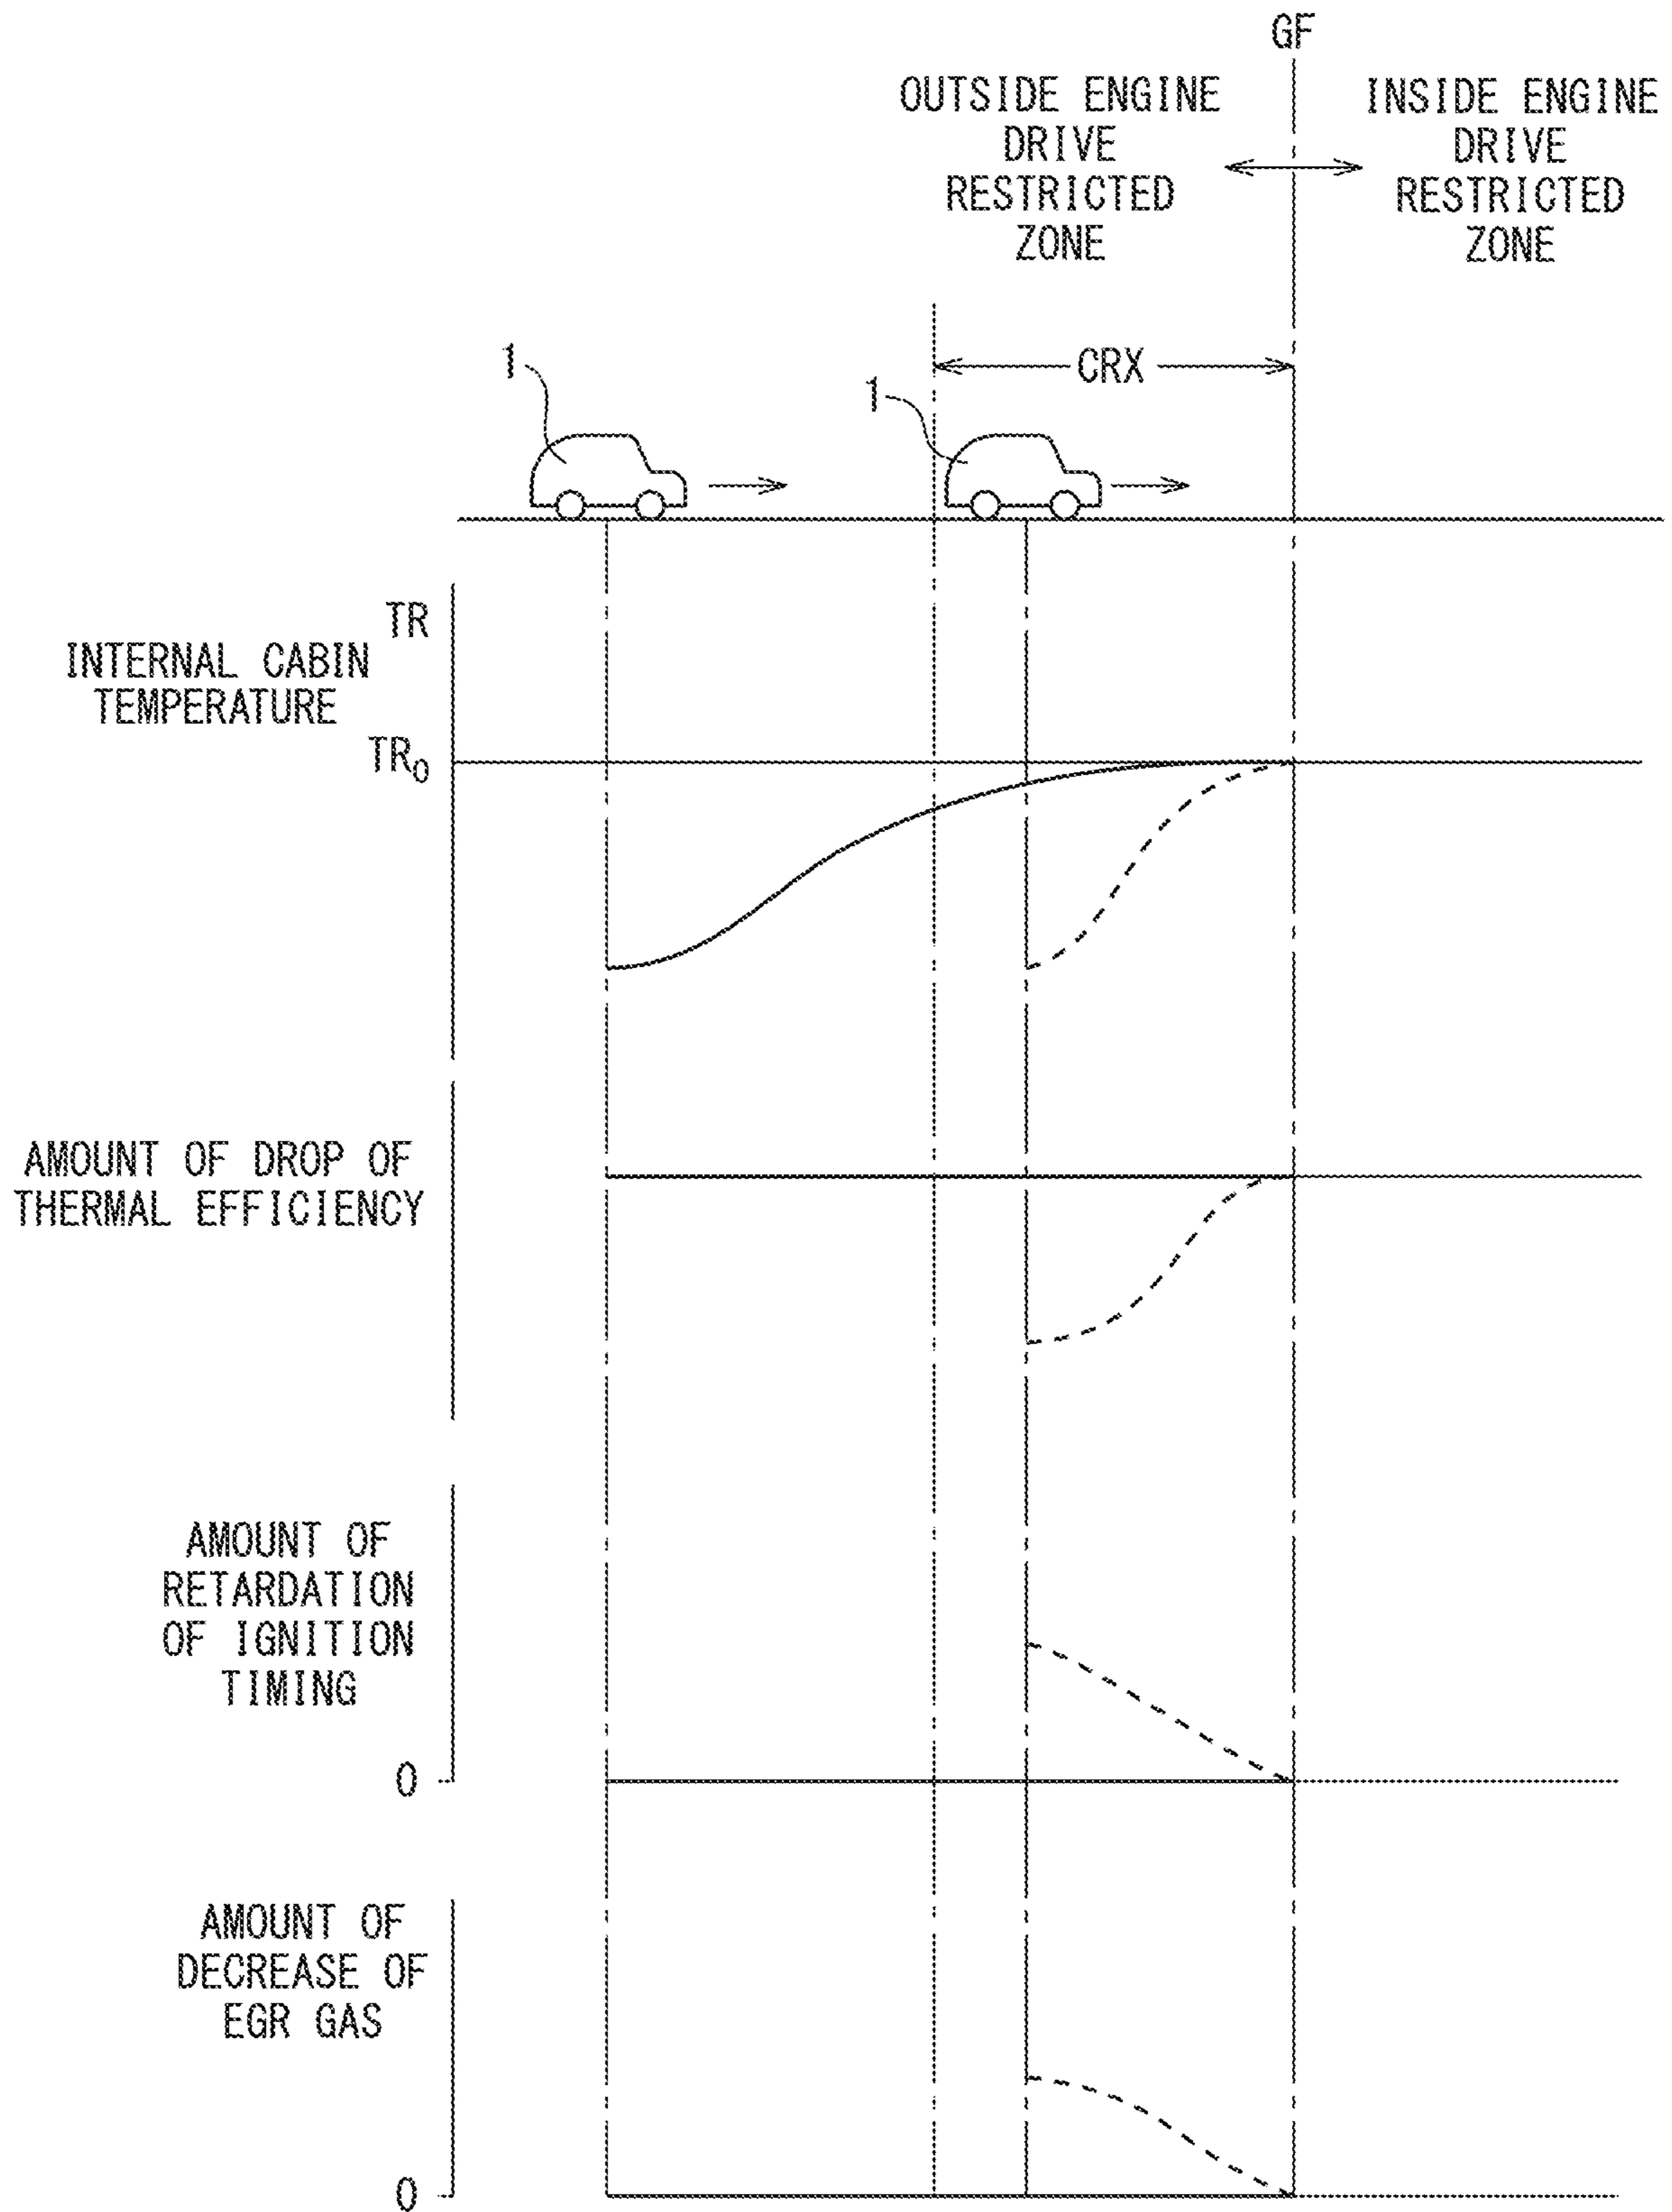 GF
OUTSIDE ENGINE
DRIVE
RESTRICTED
ZONE
INSIDE ENGINE
DRIVE
RESTRICTED
ZONE
CRX
1
1
TR
INTERNAL CABIN
TEMPERATURE
TR0
AMOUNT OF DROP OF
THERMAL EFFICIENCY
AMOUNT OF
RETARDATION
OF IGNITION
TIMING
0
AMOUNT OF
DECREASE OF
EGR GAS
0